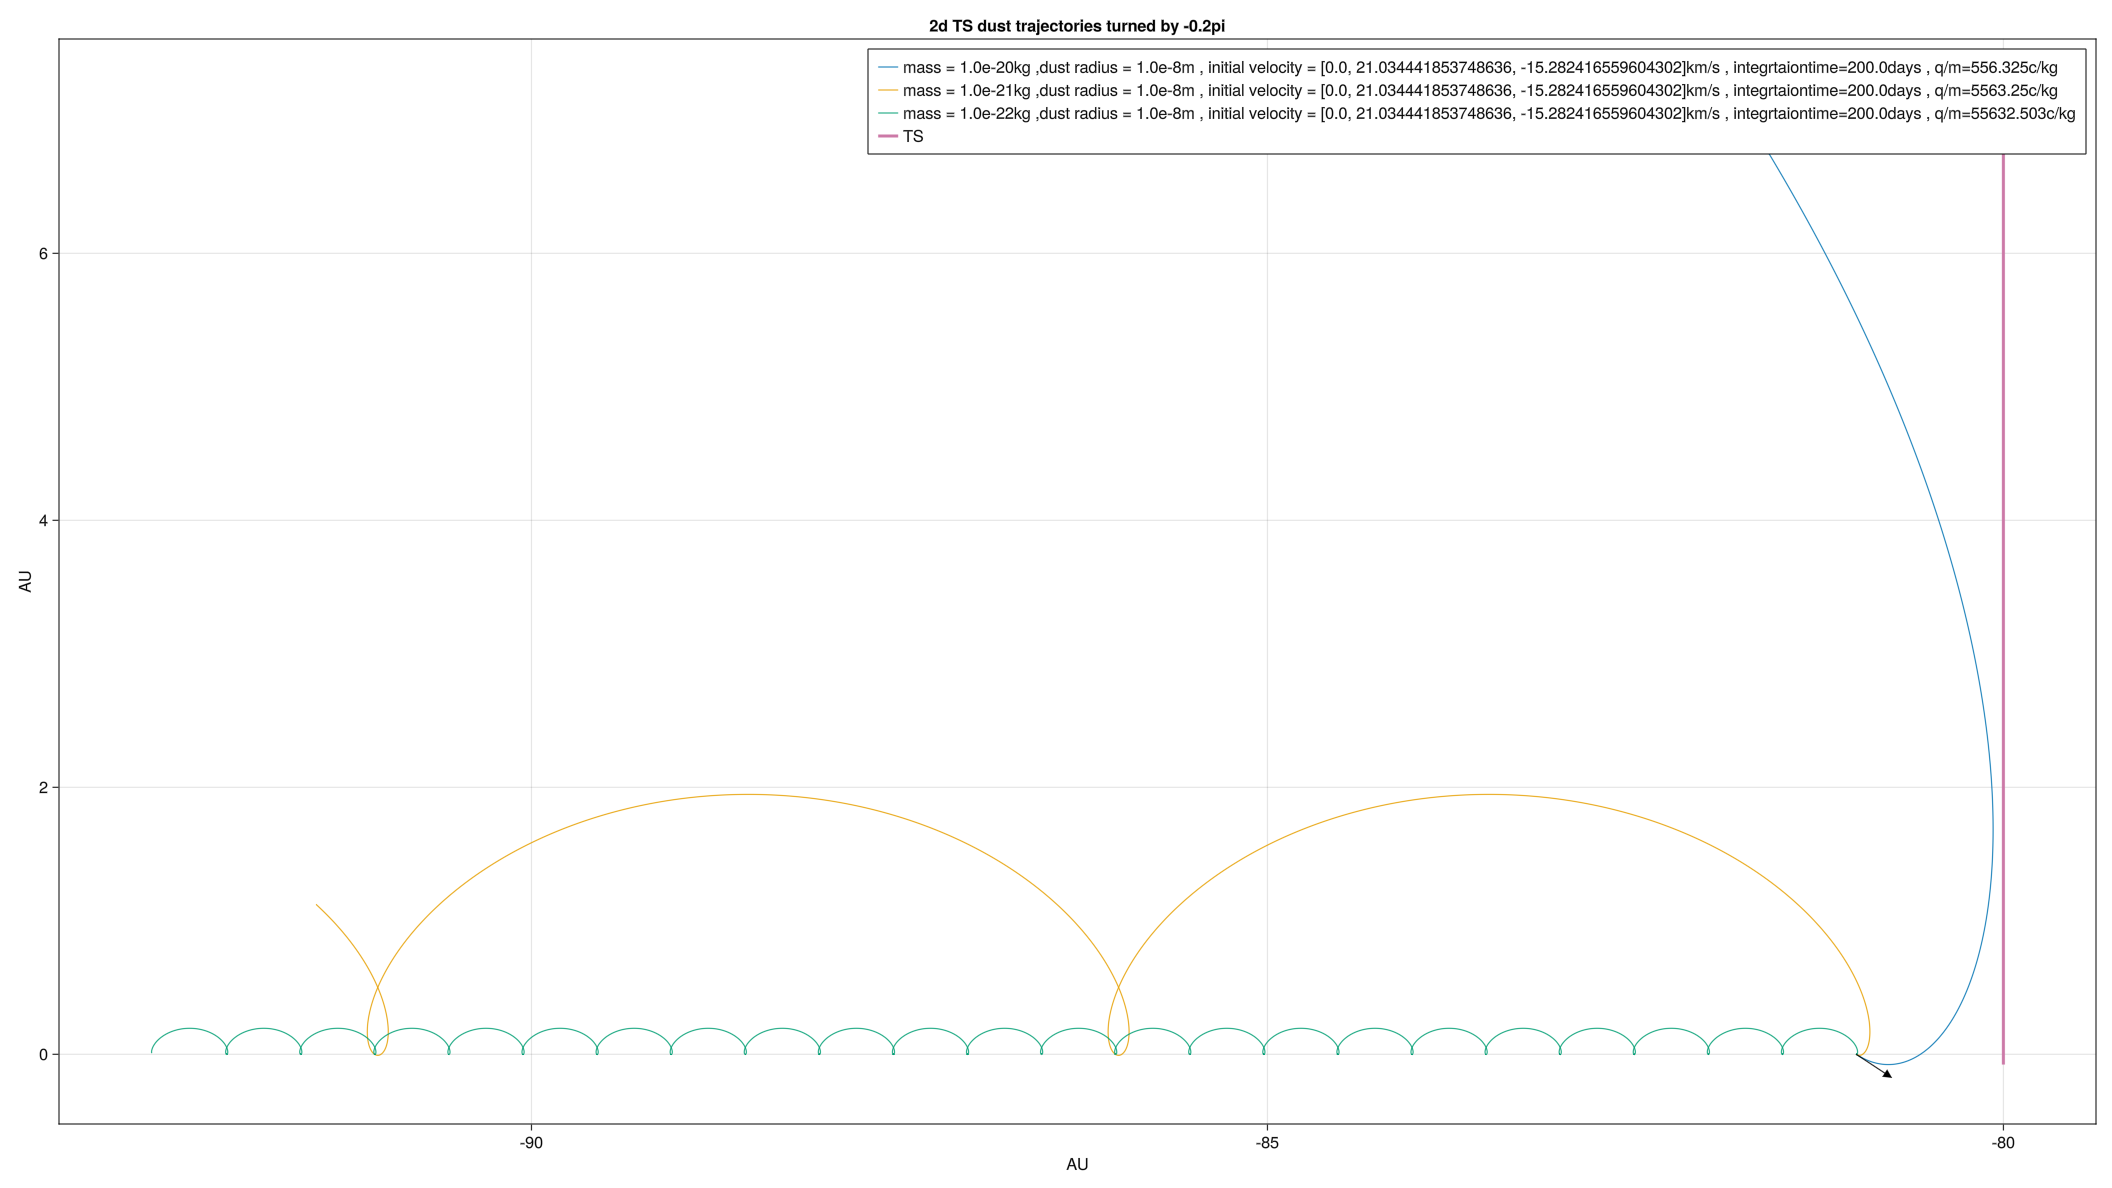 2d TS dust trajectories turned by -0.2pi
mass = 1.0e-20kg ,dust radius = 1.0e-8m , initial velocity = [0.0, 21.034441853748636, -15.282416559604302]km/s , integrtaiontime=200.0days , q/m=556.325c/kg
mass = 1.0e-21kg ,dust radius = 1.0e-8m , initial velocity = [0.0, 21.034441853748636, -15.282416559604302]km/s , integrtaiontime=200.0days , q/m=5563.25c/kg
mass = 1.0e-22kg ,dust radius = 1.0e-8m , initial velocity = [0.0, 21.034441853748636, -15.282416559604302]km/s , integrtaiontime=200.0days , q/m=55632.503c/kg
TS
6
4
AU
2
0
-90
-85
-80
AU